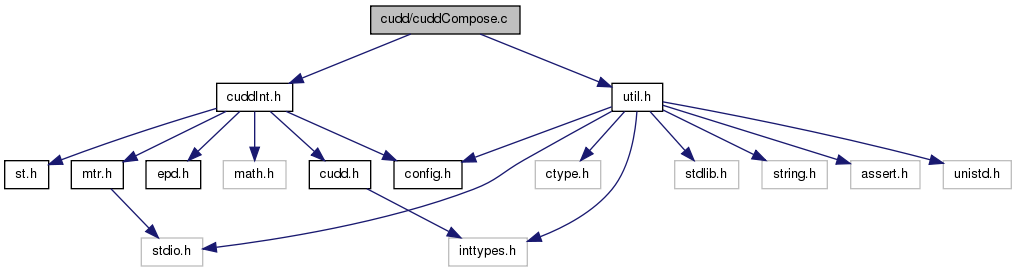 cudd/cuddCompose.c
cuddInt.h
util.h
st.h
mtr.h
epd.h
math.h
cudd.h
config.h
ctype.h
stdlib.h
string.h
assert.h
unistd.h
stdio.h
inttypes.h